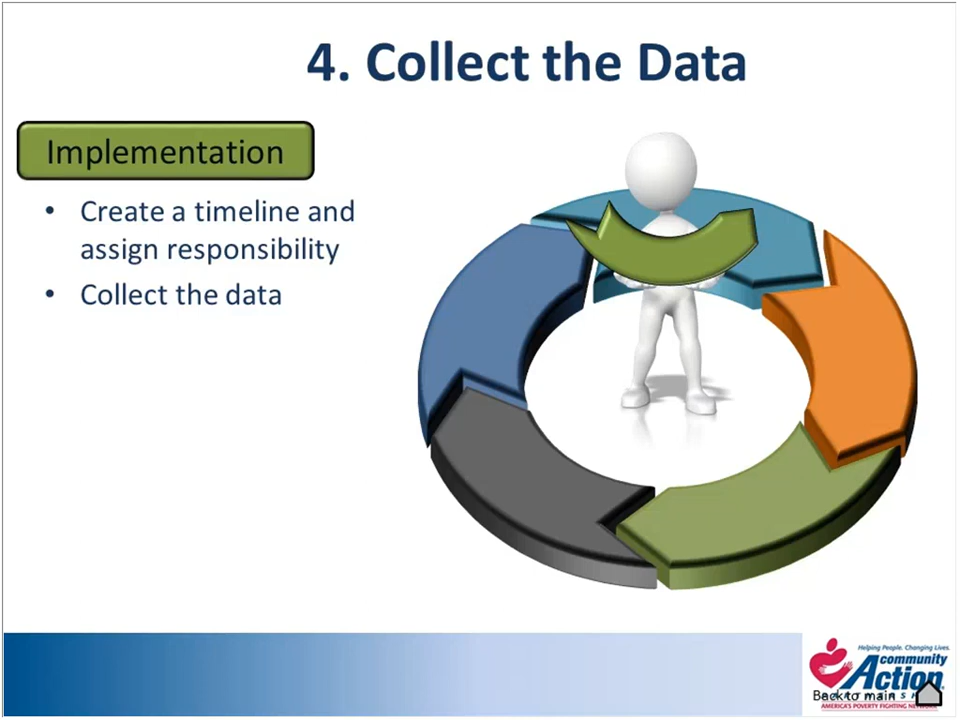 4. Collect the Data
Implementation
• Create a timeline and
assign responsibility
• Collect the data
Helping People. Changing Lives.
community
Action
Back to main
AMERICA'S POVERTY FIGHTING